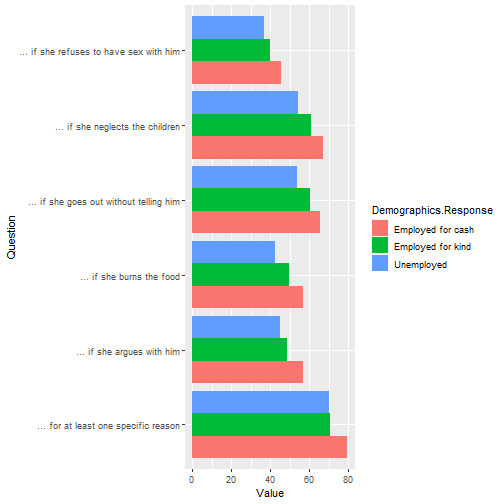 Question
... if she refuses to have sex with him
... if she neglects the children
... if she goes out without telling him
... if she burns the food
... if she argues with him
... for at least one specific reason
0 20 40 60 80
Value
Demographics.Response
Employed for cash
Employed for kind
Unemployed